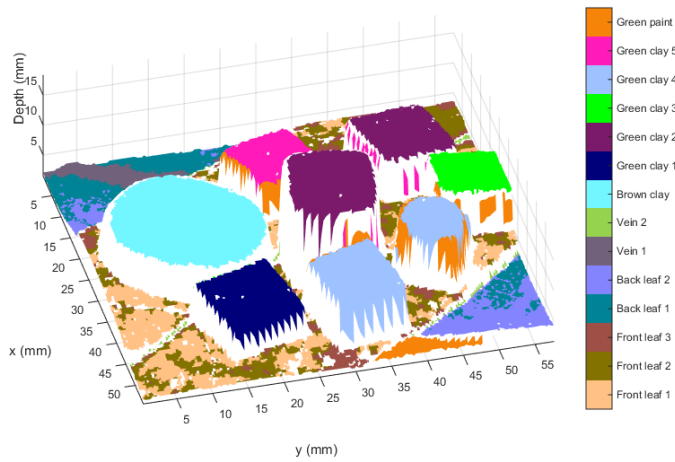 Depth (mm)
15
10
5
5
10
15
20
25
30
35
40
45
50
x (mm)
5
10
15
20
25
30
35
40
45
50
55
y (mm)
Green paint
Green clay 5
Green clay 4
Green clay 3
Green clay 2
Green clay 1
Brown clay
Vein 2
Vein 1
Back leaf 2
Back leaf 1
Front leaf 3
Front leaf 2
Front leaf 1